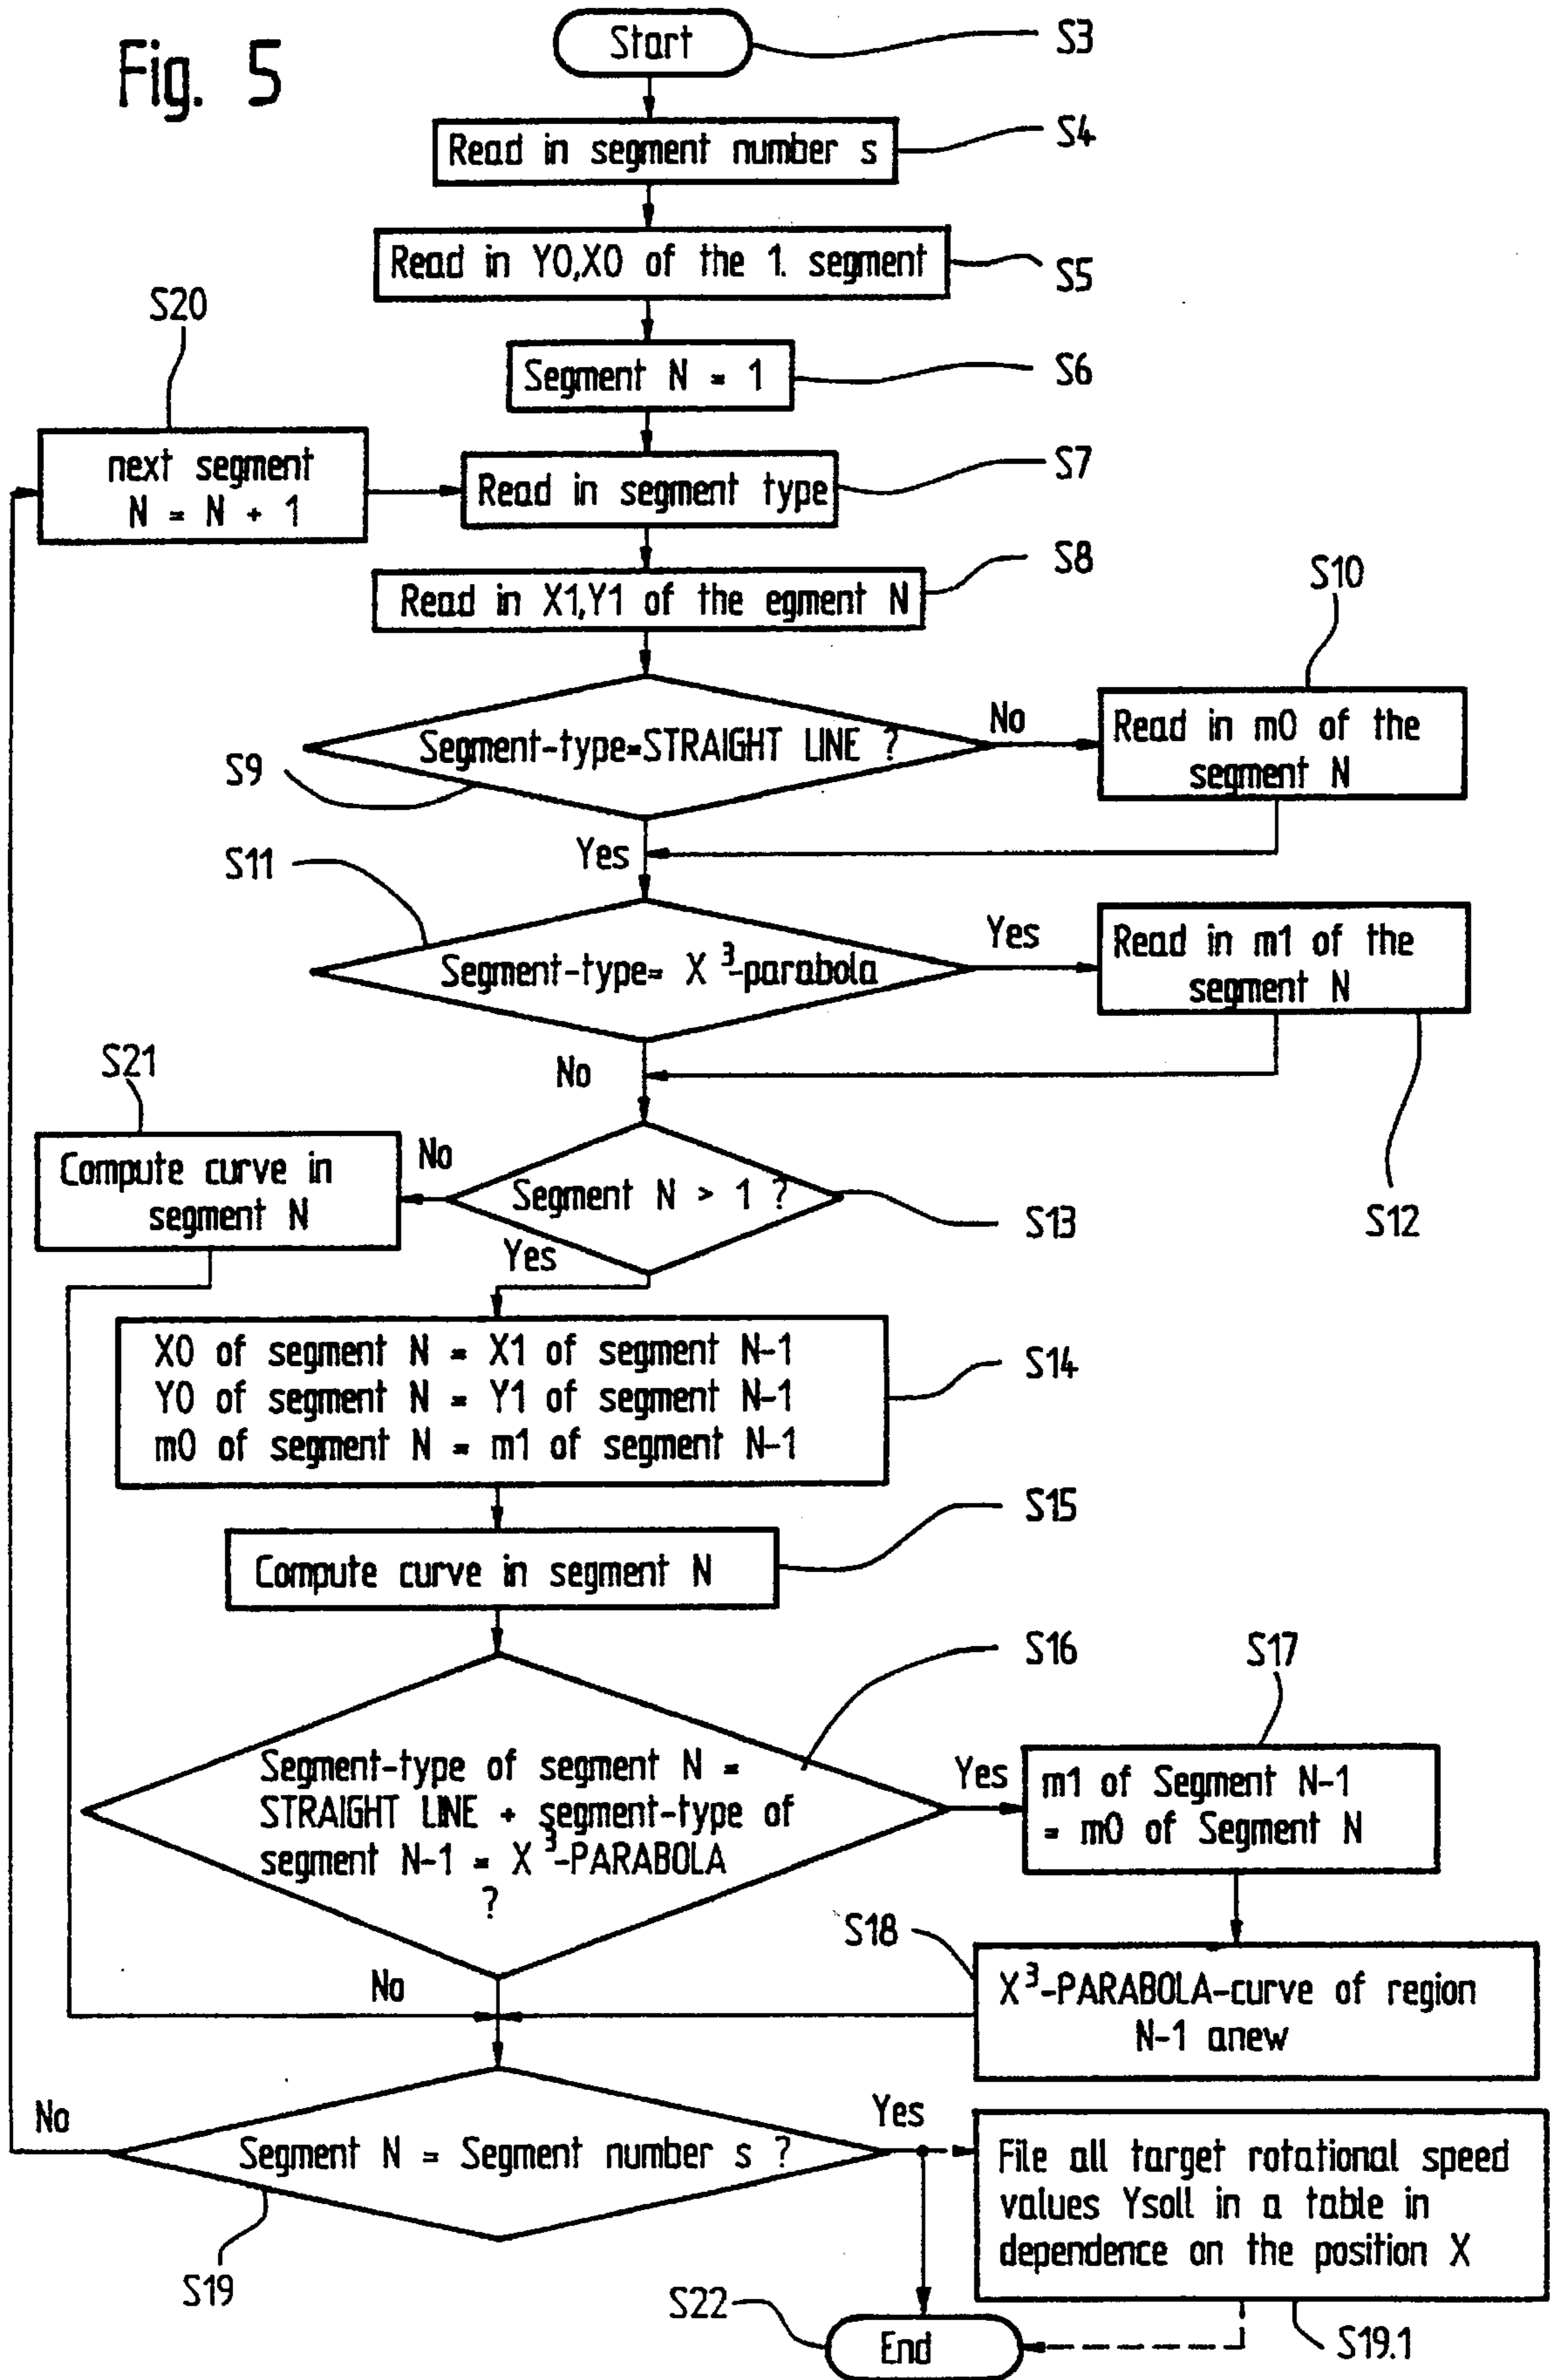 Fig. 5
Start
S3
Read in segment number s
S4
Read in Y0,X0 of the 1. segment
S5
S20
Segment N = 1
S6
next segment
N = N + 1
Read in segment type
S7
Read in X1,Y1 of the egment N
S8
S10
Segment-type=STRAIGHT LINE ?
No
Read in m0 of the
segment N
S9
Yes
S11
Segment-type= X³-parabola
Yes
Read in m1 of the
segment N
S21
No
S12
Compute curve in
segment N
No
Segment N > 1 ?
S13
Yes
X0 of segment N = X1 of segment N-1
Y0 of segment N = Y1 of segment N-1
m0 of segment N = m1 of segment N-1
S14
S15
Compute curve in segment N
S16
S17
Segment-type of segment N =
STRAIGHT LINE + segment-type of
segment N-1 = X³-PARABOLA
?
Yes
m1 of Segment N-1
= m0 of Segment N
S18
No
X³-PARABOLA-curve of region
N-1 anew
No
Segment N = Segment number s ?
Yes
File all target rotational speed
values Ysoll in a table in
dependence on the position X
S19
S22
End
S19.1